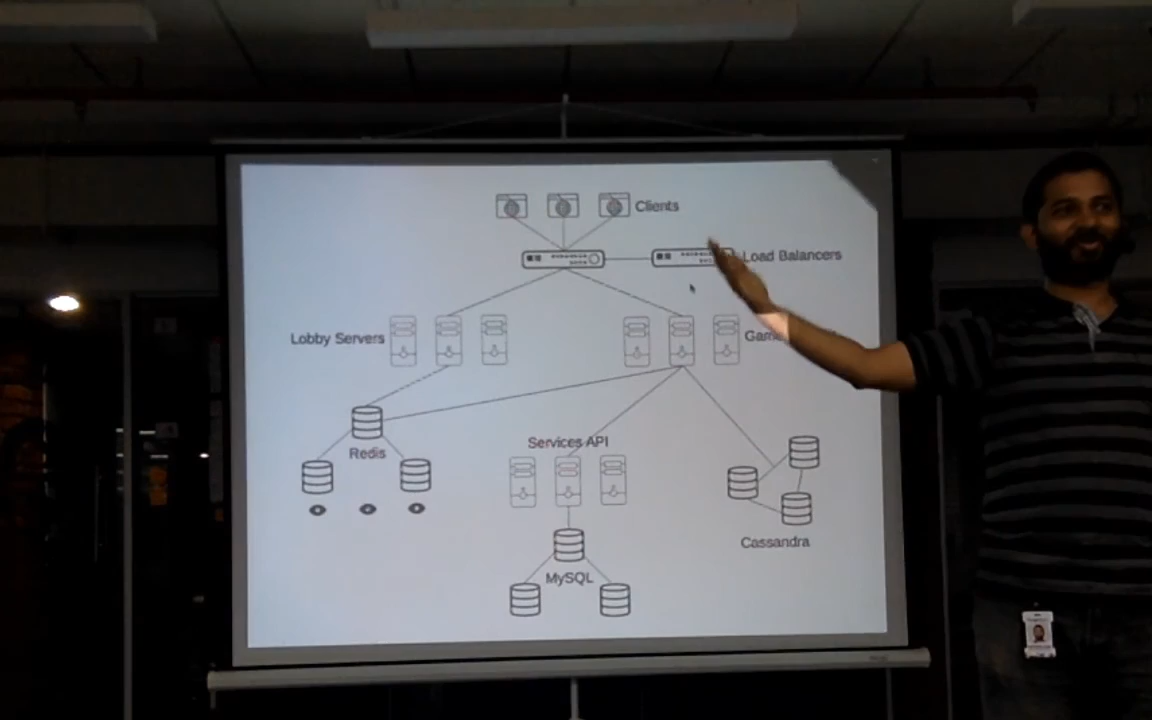 Clients
Load Balancers
Lobby Servers
Redis
Services API
Cassandra
MySQL